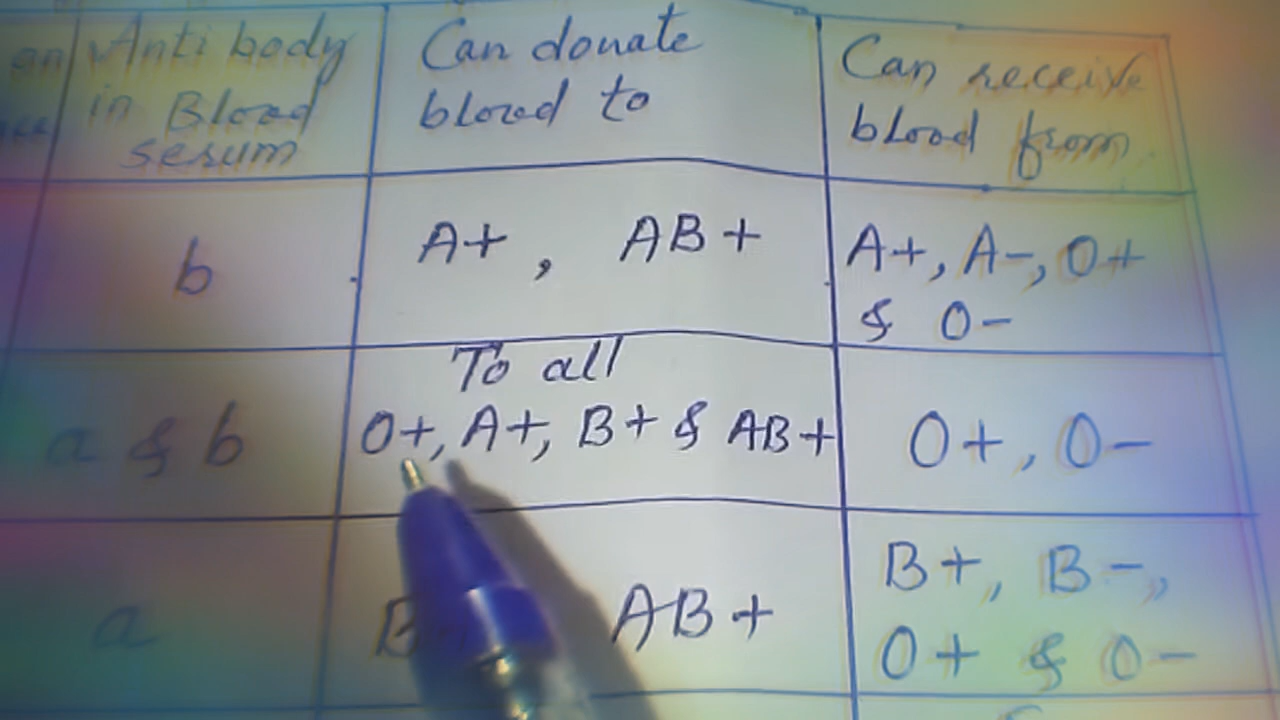 Anti body
in Blood
serum
Can donate
blood to
Can receive
blood from
b
A+, AB+
A+, A-, O+
& O-
a & b
To all
O+, A+, B+ & AB+
O+, O-
a
B+ AB+
B+, B-,
O+ & O-